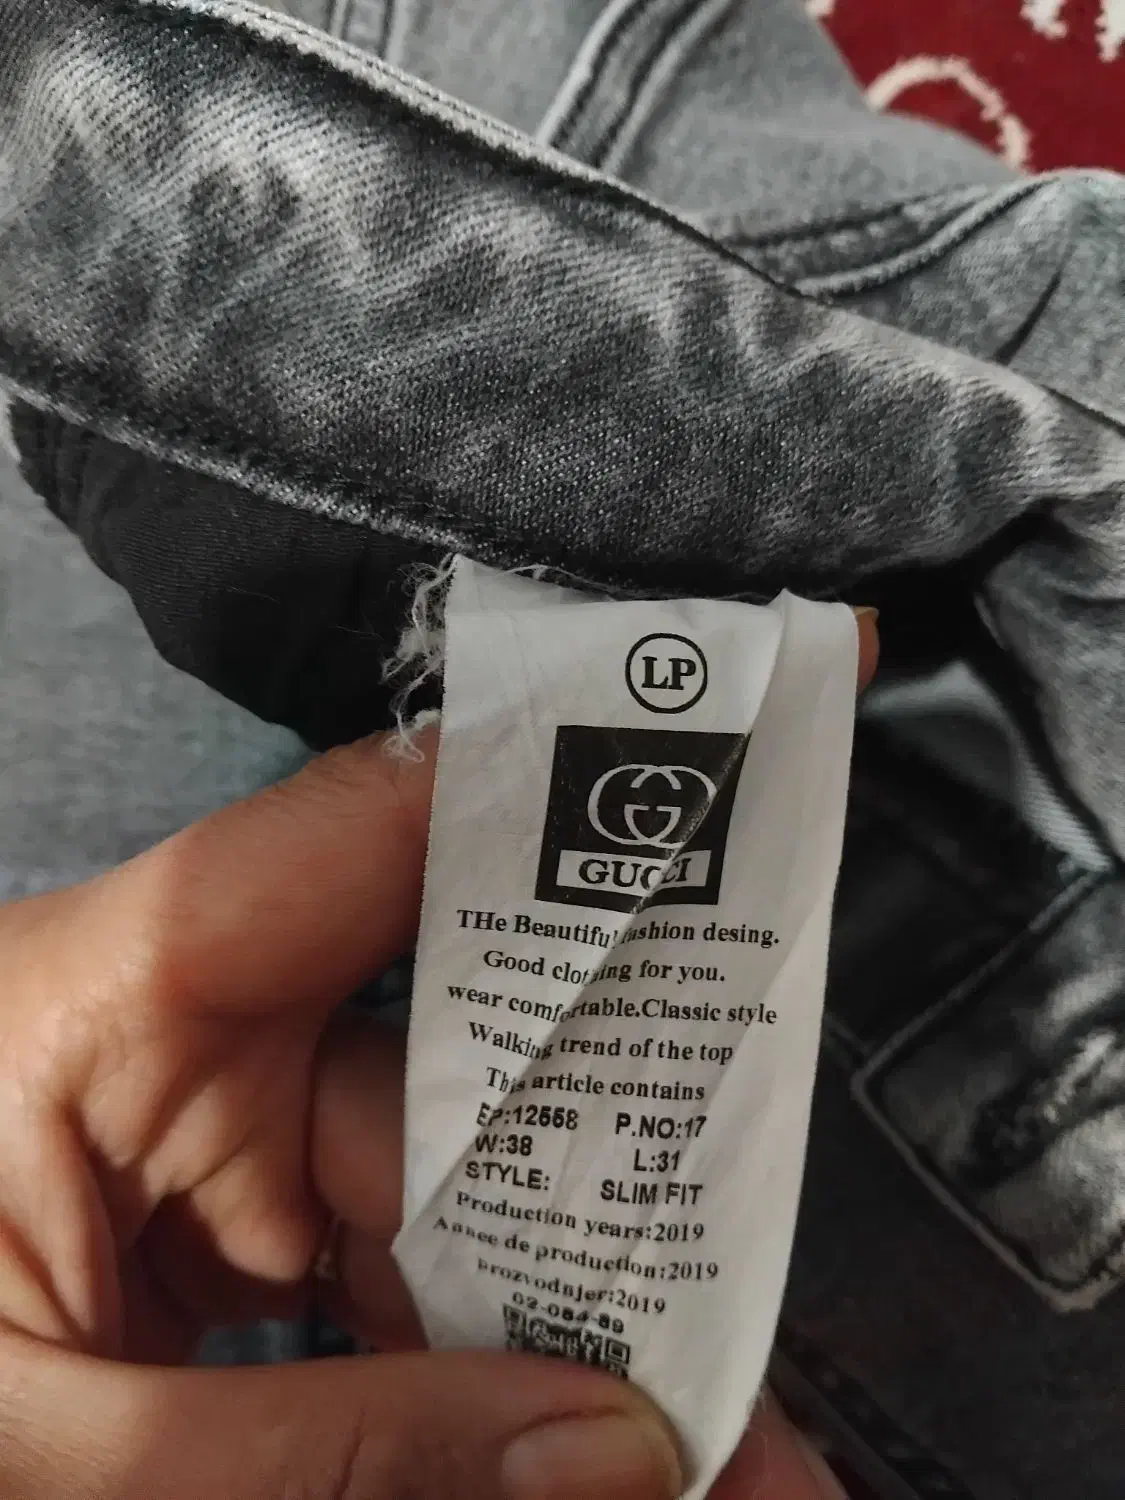 LP
GUCCI
THe Beautiful fashion desing.
Good clothing for you.
wear comfortable.Classic style
Walking trend of the top
This article contains
EP:12558 P.NO:17
W:38 L:31
STYLE: SLIM FIT
Production years:2019
Annee de production:2019
prozvodnjer:2019
02-084-89